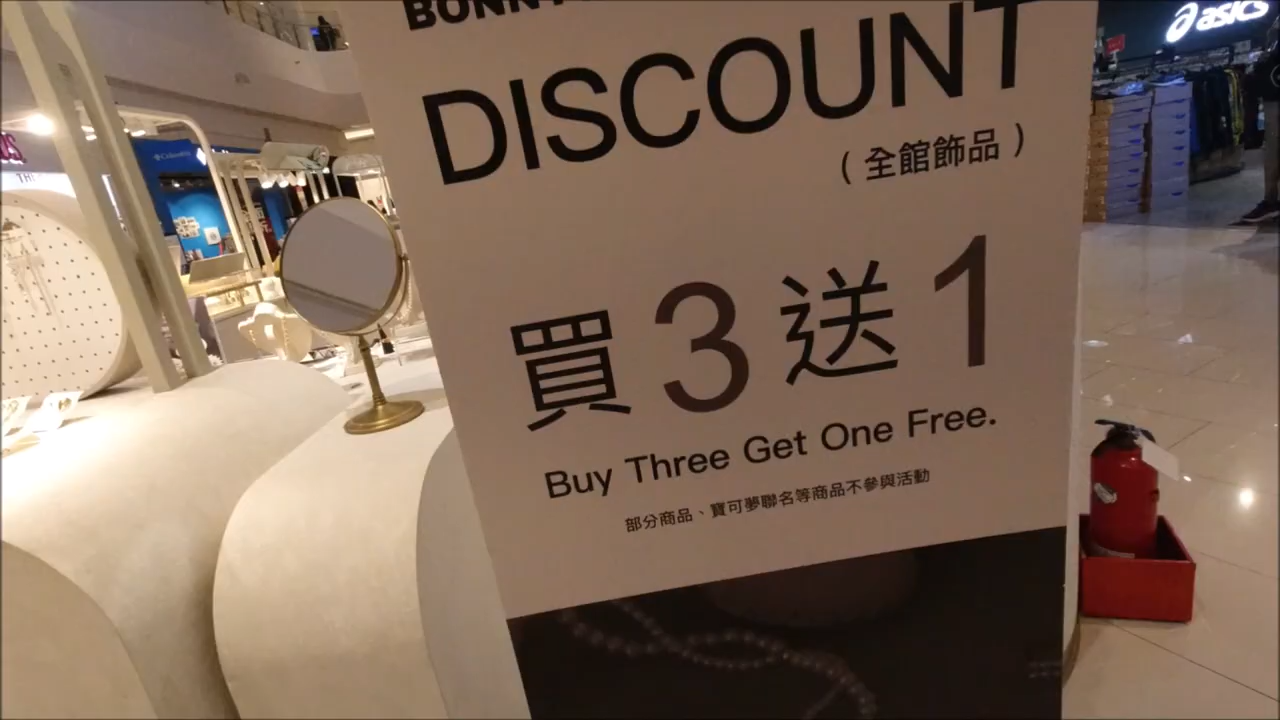 DISCOUNT
(全館飾品)
買3送1
Buy Three Get One Free.
部分商品、寶可夢聯名等商品不參與活動
asics
Columbia